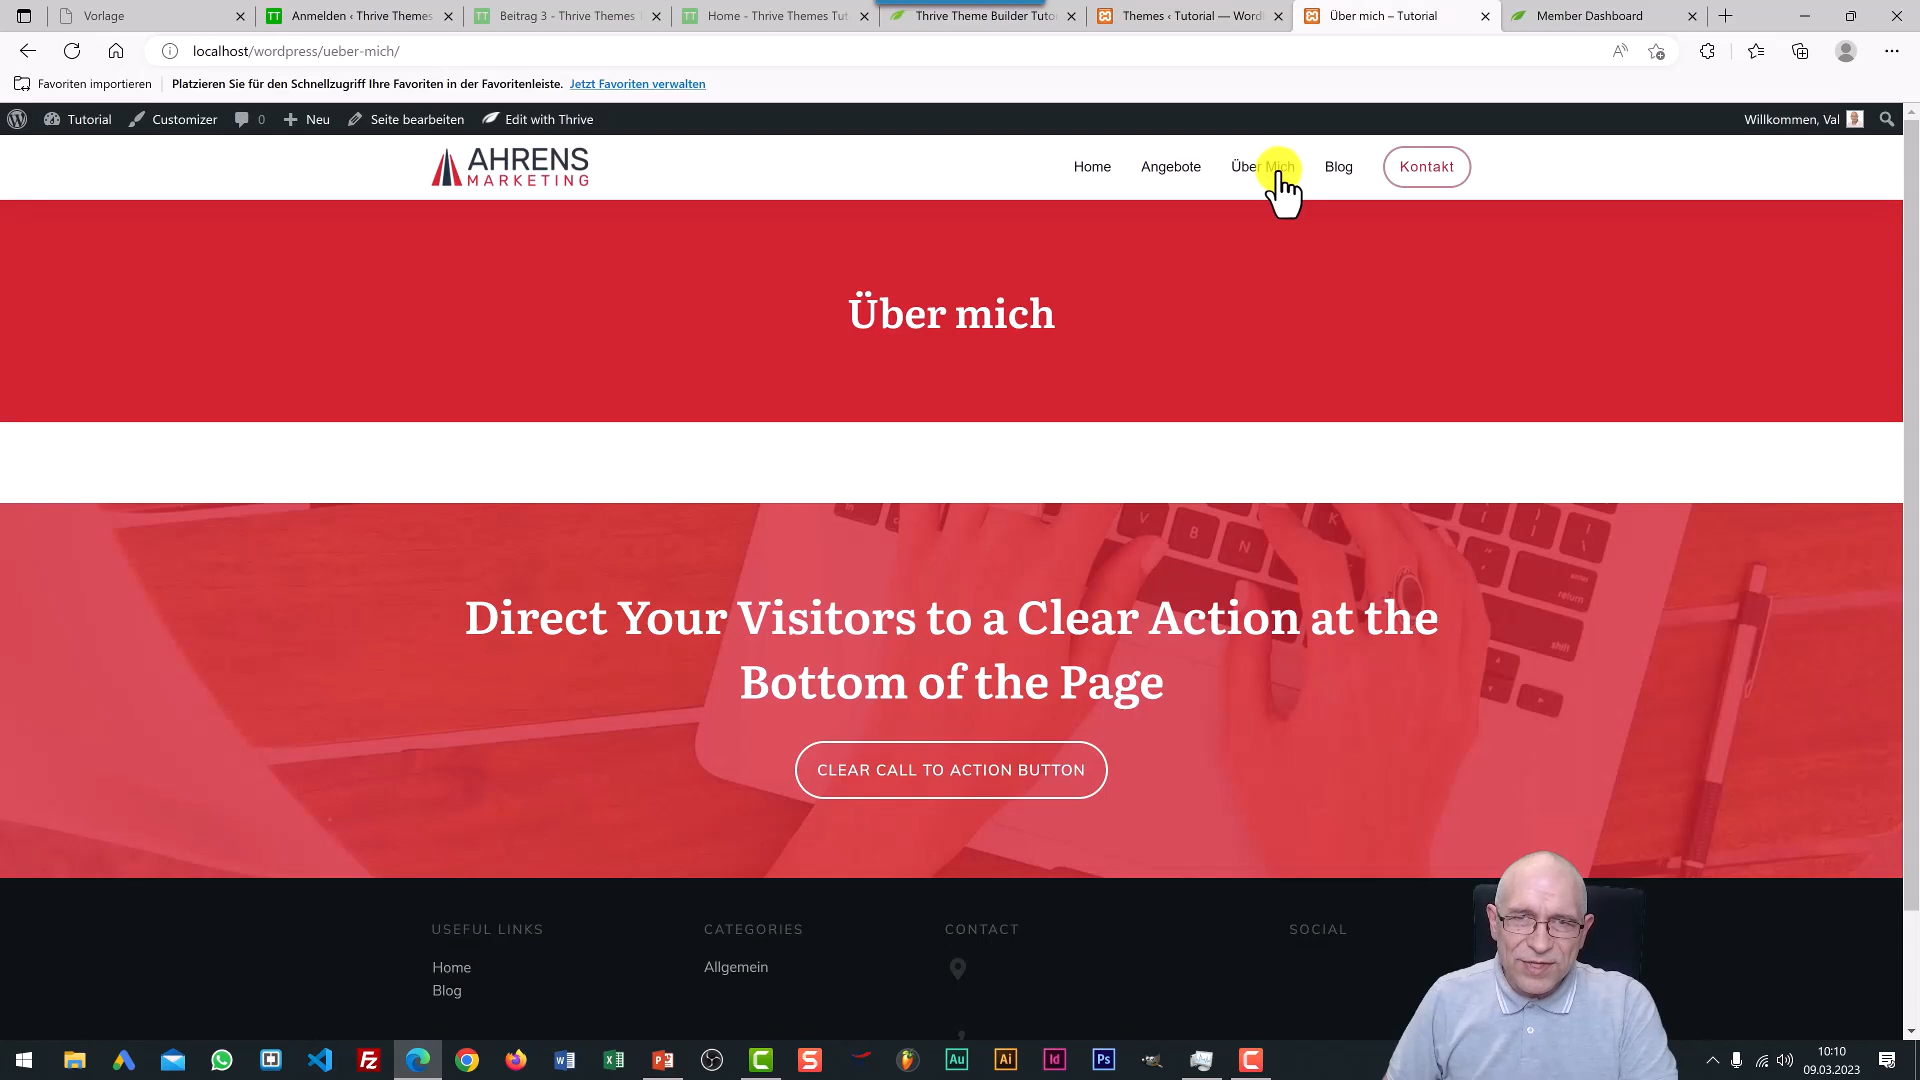 Vorlage
Anmelden ‹ Thrive Themes
Beitrag 3 - Thrive Themes
Home - Thrive Themes Tut
Thrive Theme Builder Tuto
Themes ‹ Tutorial — Word
Über mich – Tutorial
Member Dashboard
localhost/wordpress/ueber-mich/
Favoriten importieren
Platzieren Sie für den Schnellzugriff Ihre Favoriten in der Favoritenleiste. Jetzt Favoriten verwalten
Tutorial
Customizer
0
Neu
Seite bearbeiten
Edit with Thrive
Willkommen, Val
AHRENS
MARKETING
Home
Angebote
Über Mich
Blog
Kontakt
Über mich
V
B
N
K
enter
return
shift
Direct Your Visitors to a Clear Action at the
Bottom of the Page
CLEAR CALL TO ACTION BUTTON
USEFUL LINKS
Home
Blog
CATEGORIES
Allgemein
CONTACT
SOCIAL
10:10
09.03.2023